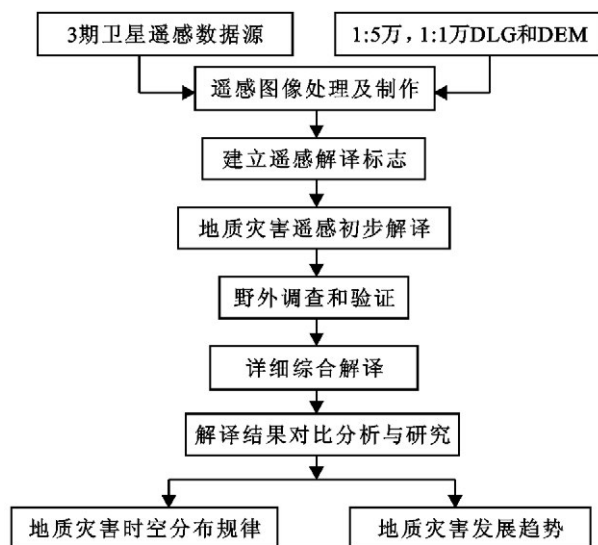 3期卫星遥感数据源
1:5万，1:1万DLG和DEM
遥感图像处理及制作
建立遥感解译标志
地质灾害遥感初步解译
野外调查和验证
详细综合解译
解译结果对比分析与研究
地质灾害时空分布规律
地质灾害发展趋势